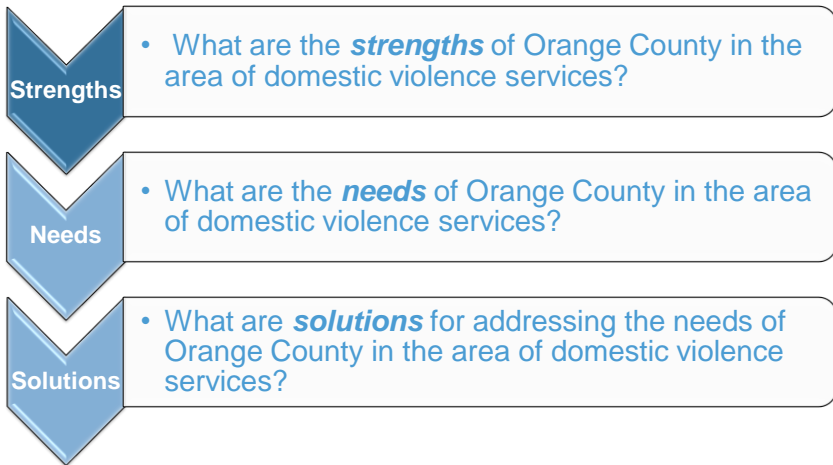 Strengths
• What are the strengths of Orange County in the
area of domestic violence services?
Needs
• What are the needs of Orange County in the area
of domestic violence services?
Solutions
• What are solutions for addressing the needs of
Orange County in the area of domestic violence
services?